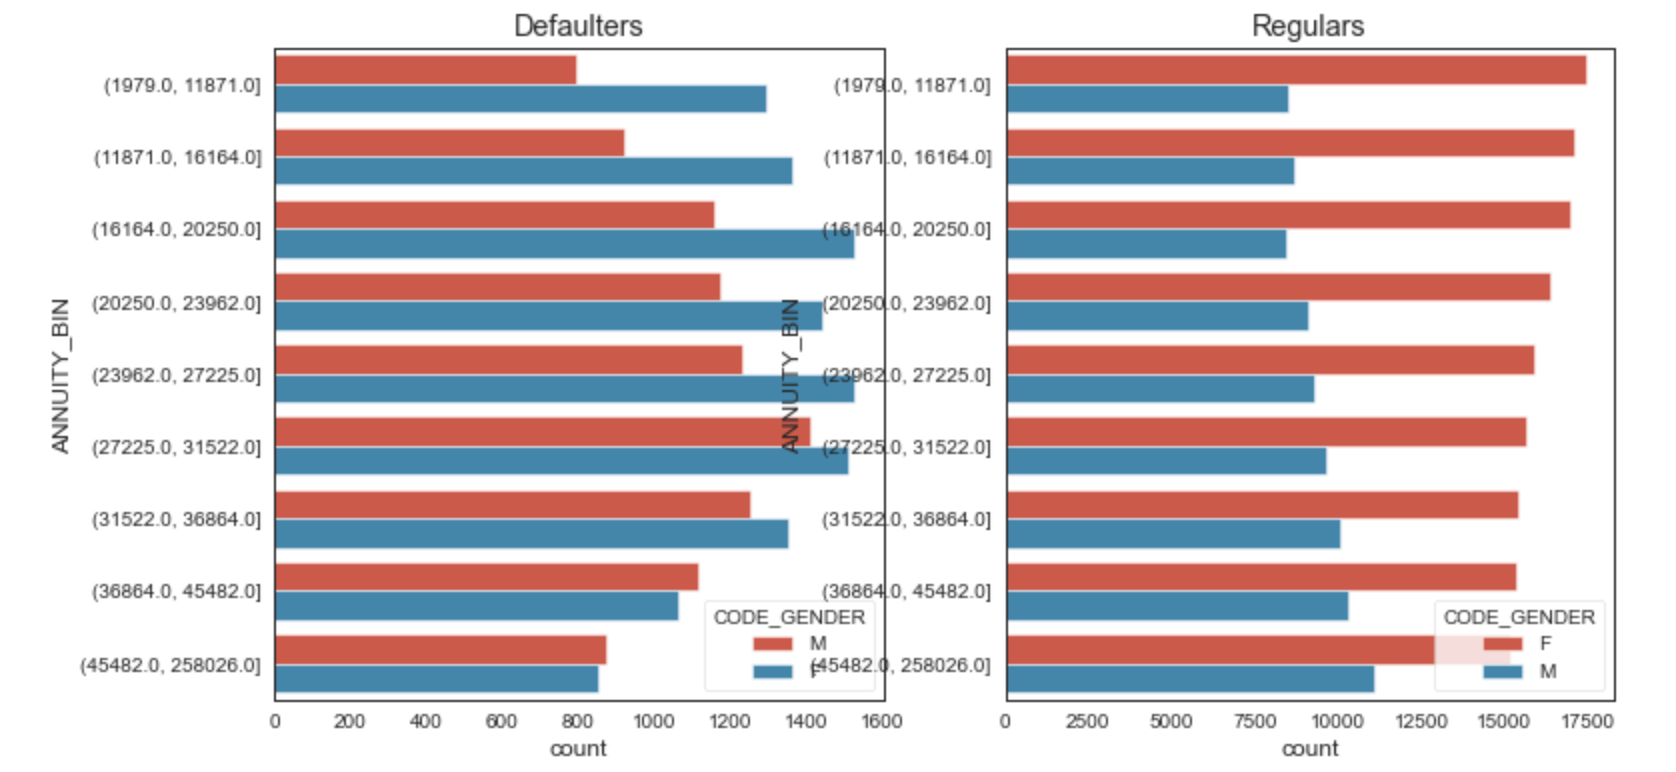 Defaulters
ANNUITY_BIN
(1979.0, 11871.0]
(11871.0, 16164.0]
(16164.0, 20250.0]
(20250.0, 23962.0]
(23962.0, 27225.0]
(27225.0, 31522.0]
(31522.0, 36864.0]
(36864.0, 45482.0]
(45482.0, 258026.0]
CODE_GENDER
M
F
0 200 400 600 800 1000 1200 1400 1600
count
Regulars
ANNUITY_BIN
(1979.0, 11871.0]
(11871.0, 16164.0]
(16164.0, 20250.0]
(20250.0, 23962.0]
(23962.0, 27225.0]
(27225.0, 31522.0]
(31522.0, 36864.0]
(36864.0, 45482.0]
(45482.0, 258026.0]
CODE_GENDER
F
M
0 2500 5000 7500 10000 12500 15000 17500
count